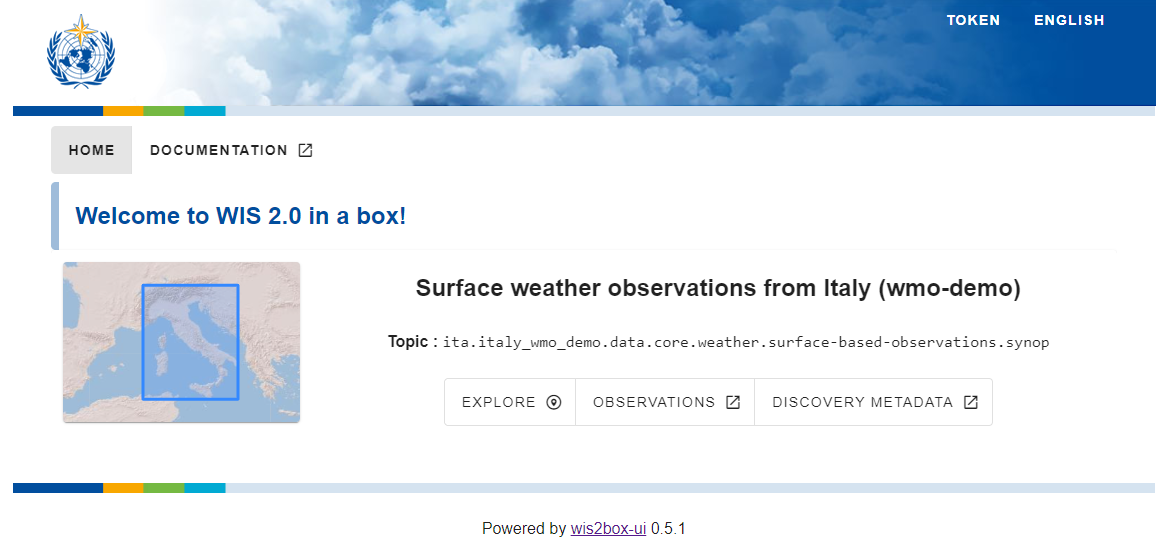 TOKEN ENGLISH
HOME DOCUMENTATION
Welcome to WIS 2.0 in a box!
Surface weather observations from Italy (wmo-demo)
Topic : ita.italy_wmo_demo.data.core.weather.surface-based-observations.synop
EXPLORE OBSERVATIONS DISCOVERY METADATA
Powered by wis2box-ui 0.5.1